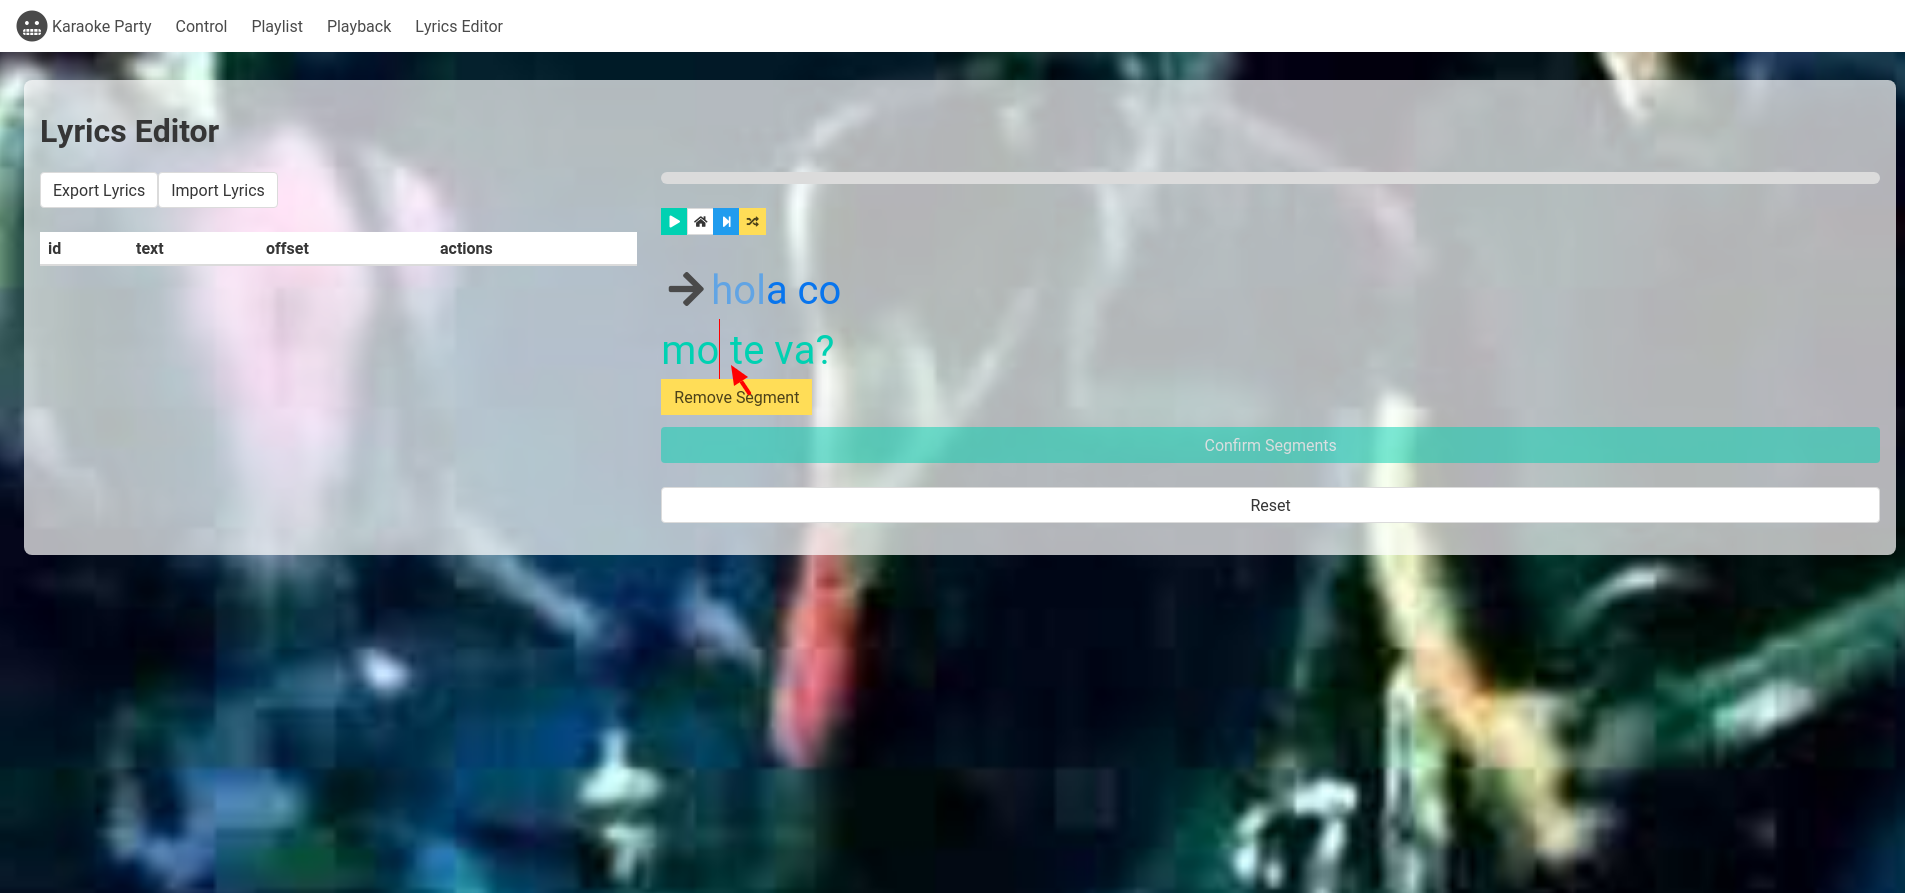 Karaoke Party Control Playlist Playback Lyrics Editor
Lyrics Editor
Export Lyrics Import Lyrics
id text offset actions
hola co
mo te va?
Remove Segment
Confirm Segments
Reset